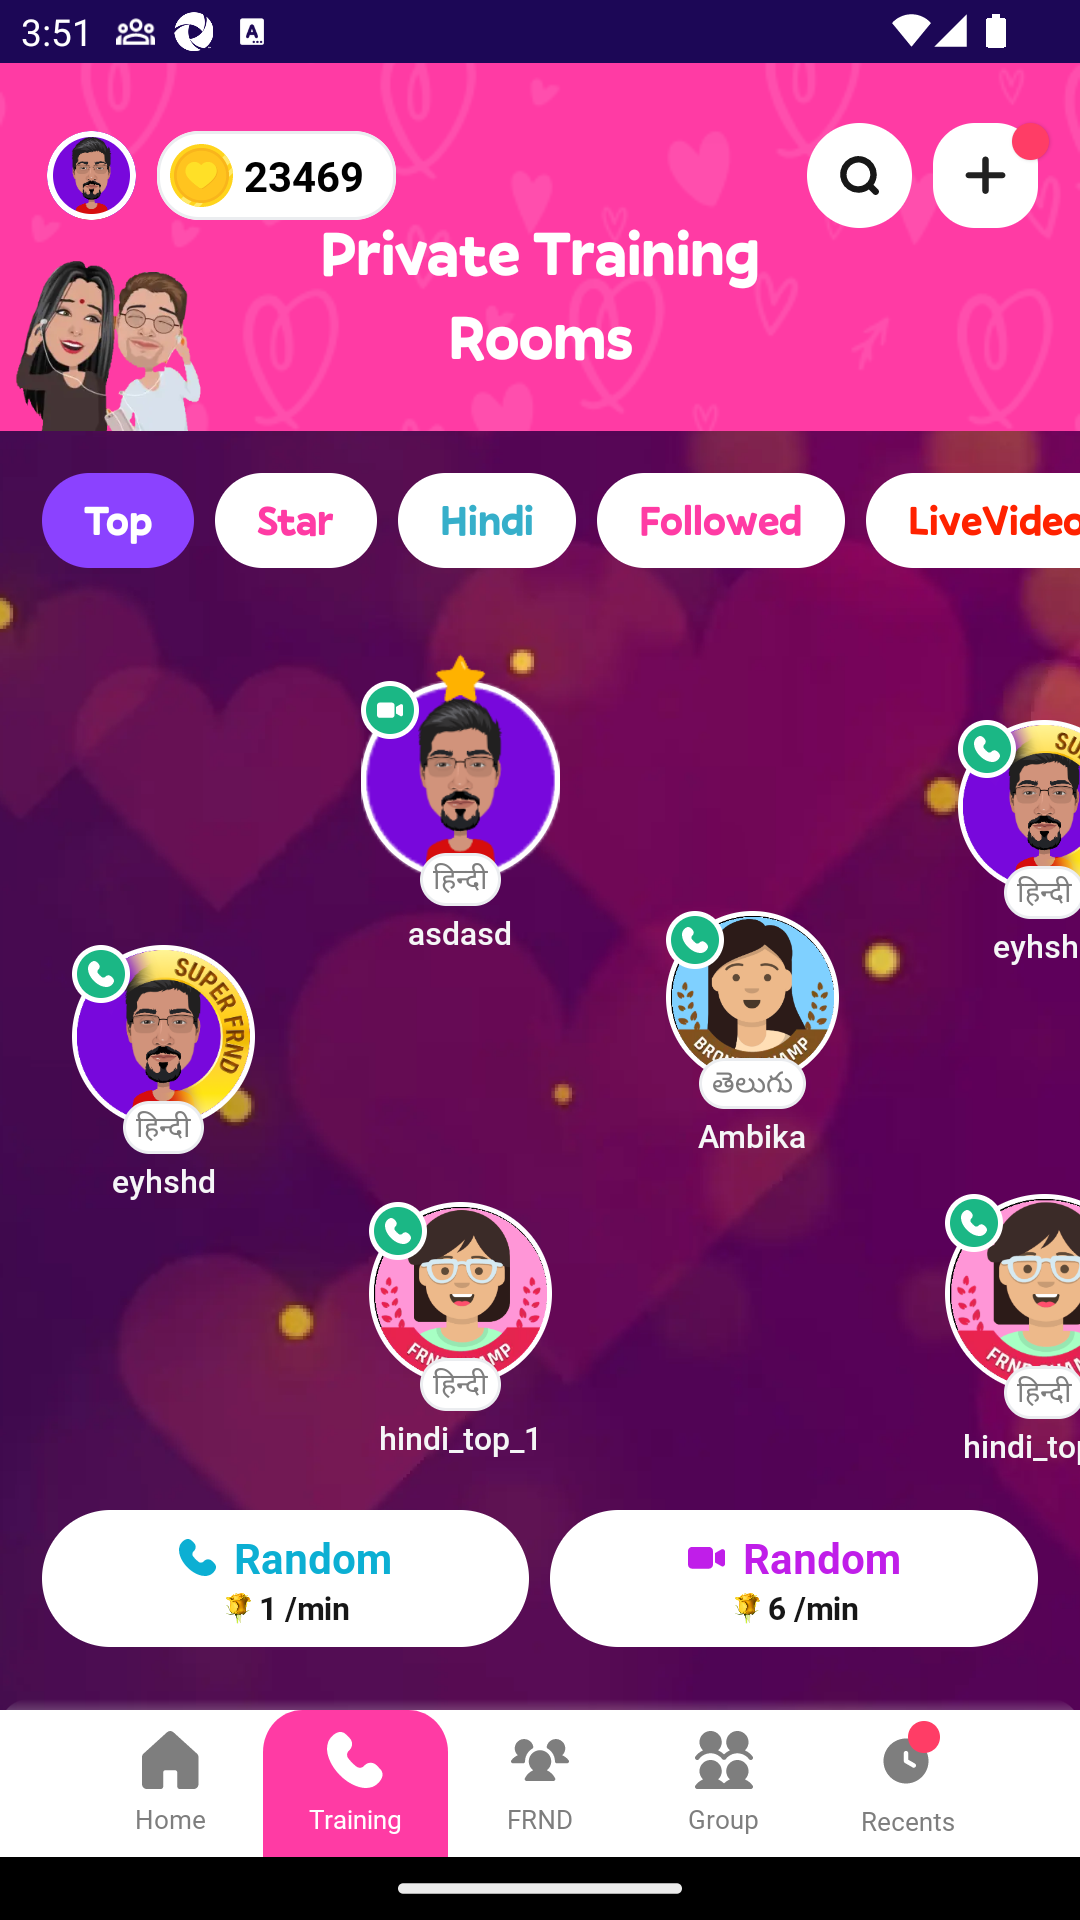 3:51
23469
Private Training
Rooms
Top Star Hindi Followed LiveVideo
हिन्दी
asdasd
हिन्दी
eyhsh
SUPER FRND
हिन्दी
eyhshd
తెలుగు
Ambika
हिन्दी
hindi_top_1
हिन्दी
hindi_top
Random
1 /min
Random
6 /min
Home Training FRND Group Recents